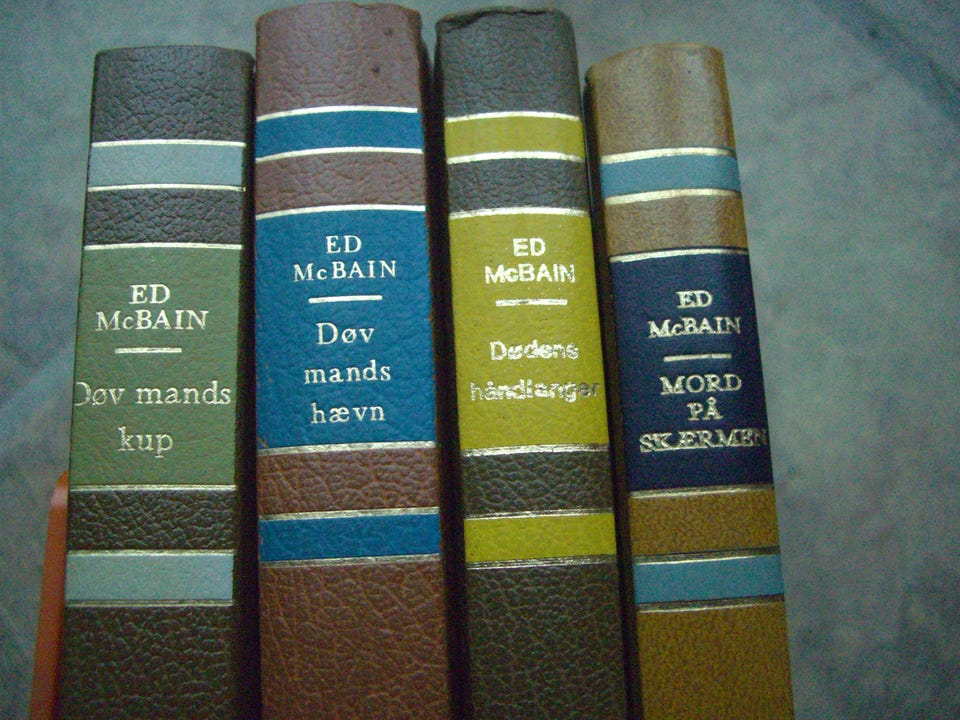 ED
McBAIN
Døv mands
kup
ED
McBAIN
Døv
mands
hævn
ED
McBAIN
Dødens
håndlanger
ED
McBAIN
MORD
PÅ
SKÆRMEN